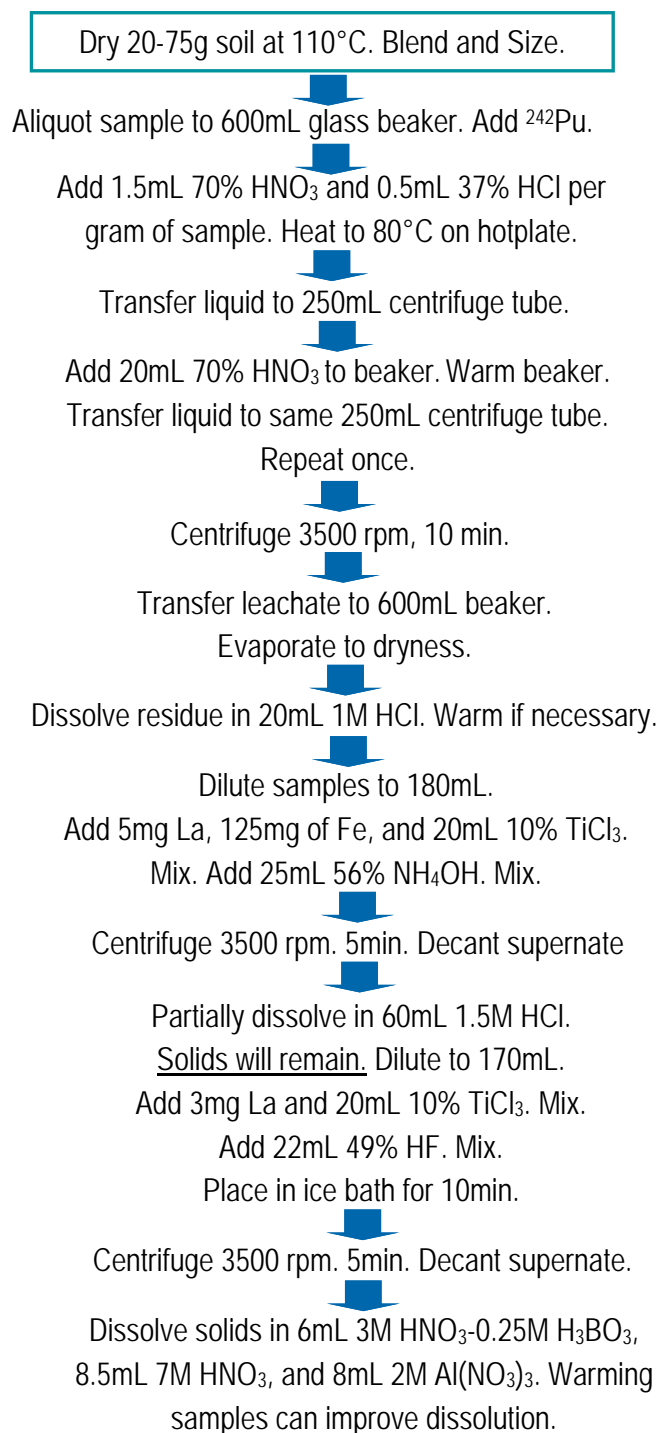 Dry 20-75g soil at 110°C. Blend and Size.
Aliquot sample to 600mL glass beaker. Add ²⁴²Pu.
Add 1.5mL 70% HNO₃ and 0.5mL 37% HCl per
gram of sample. Heat to 80°C on hotplate.
Transfer liquid to 250mL centrifuge tube.
Add 20mL 70% HNO₃ to beaker. Warm beaker.
Transfer liquid to same 250mL centrifuge tube.
Repeat once.
Centrifuge 3500 rpm, 10 min.
Transfer leachate to 600mL beaker.
Evaporate to dryness.
Dissolve residue in 20mL 1M HCl. Warm if necessary.
Dilute samples to 180mL.
Add 5mg La, 125mg of Fe, and 20mL 10% TiCl₃.
Mix. Add 25mL 56% NH₄OH. Mix.
Centrifuge 3500 rpm. 5min. Decant supernate
Partially dissolve in 60mL 1.5M HCl.
Solids will remain. Dilute to 170mL.
Add 3mg La and 20mL 10% TiCl₃. Mix.
Add 22mL 49% HF. Mix.
Place in ice bath for 10min.
Centrifuge 3500 rpm. 5min. Decant supernate.
Dissolve solids in 6mL 3M HNO₃-0.25M H₃BO₃,
8.5mL 7M HNO₃, and 8mL 2M Al(NO₃)₃. Warming
samples can improve dissolution.